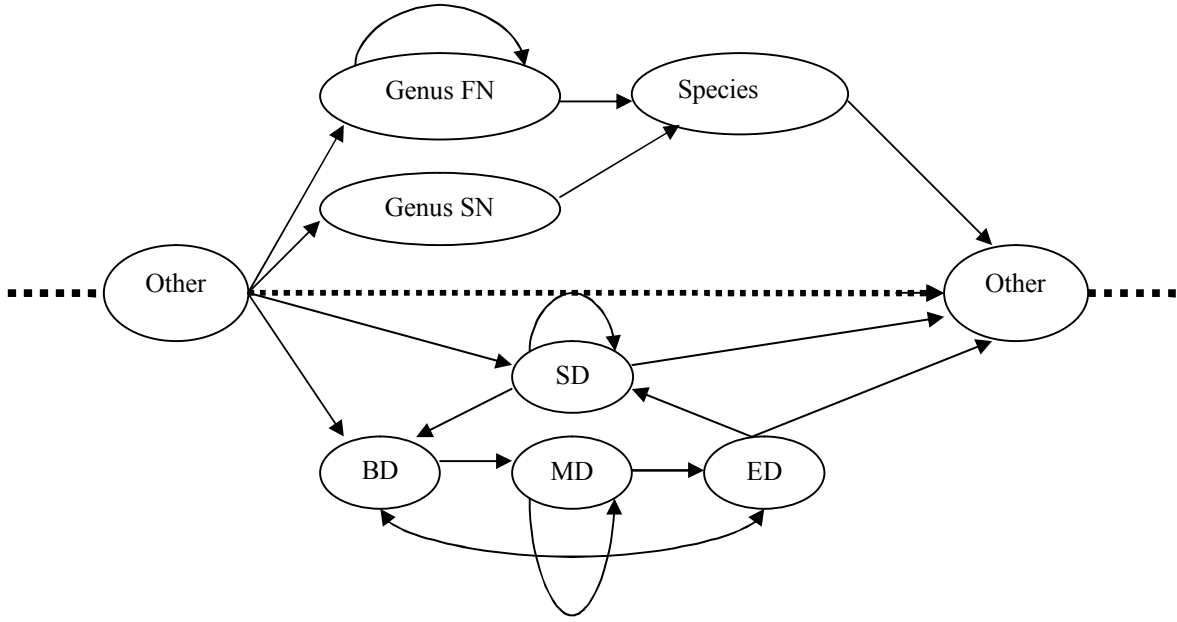 Genus FN
Species
Genus SN
Other
Other
SD
BD
MD
ED